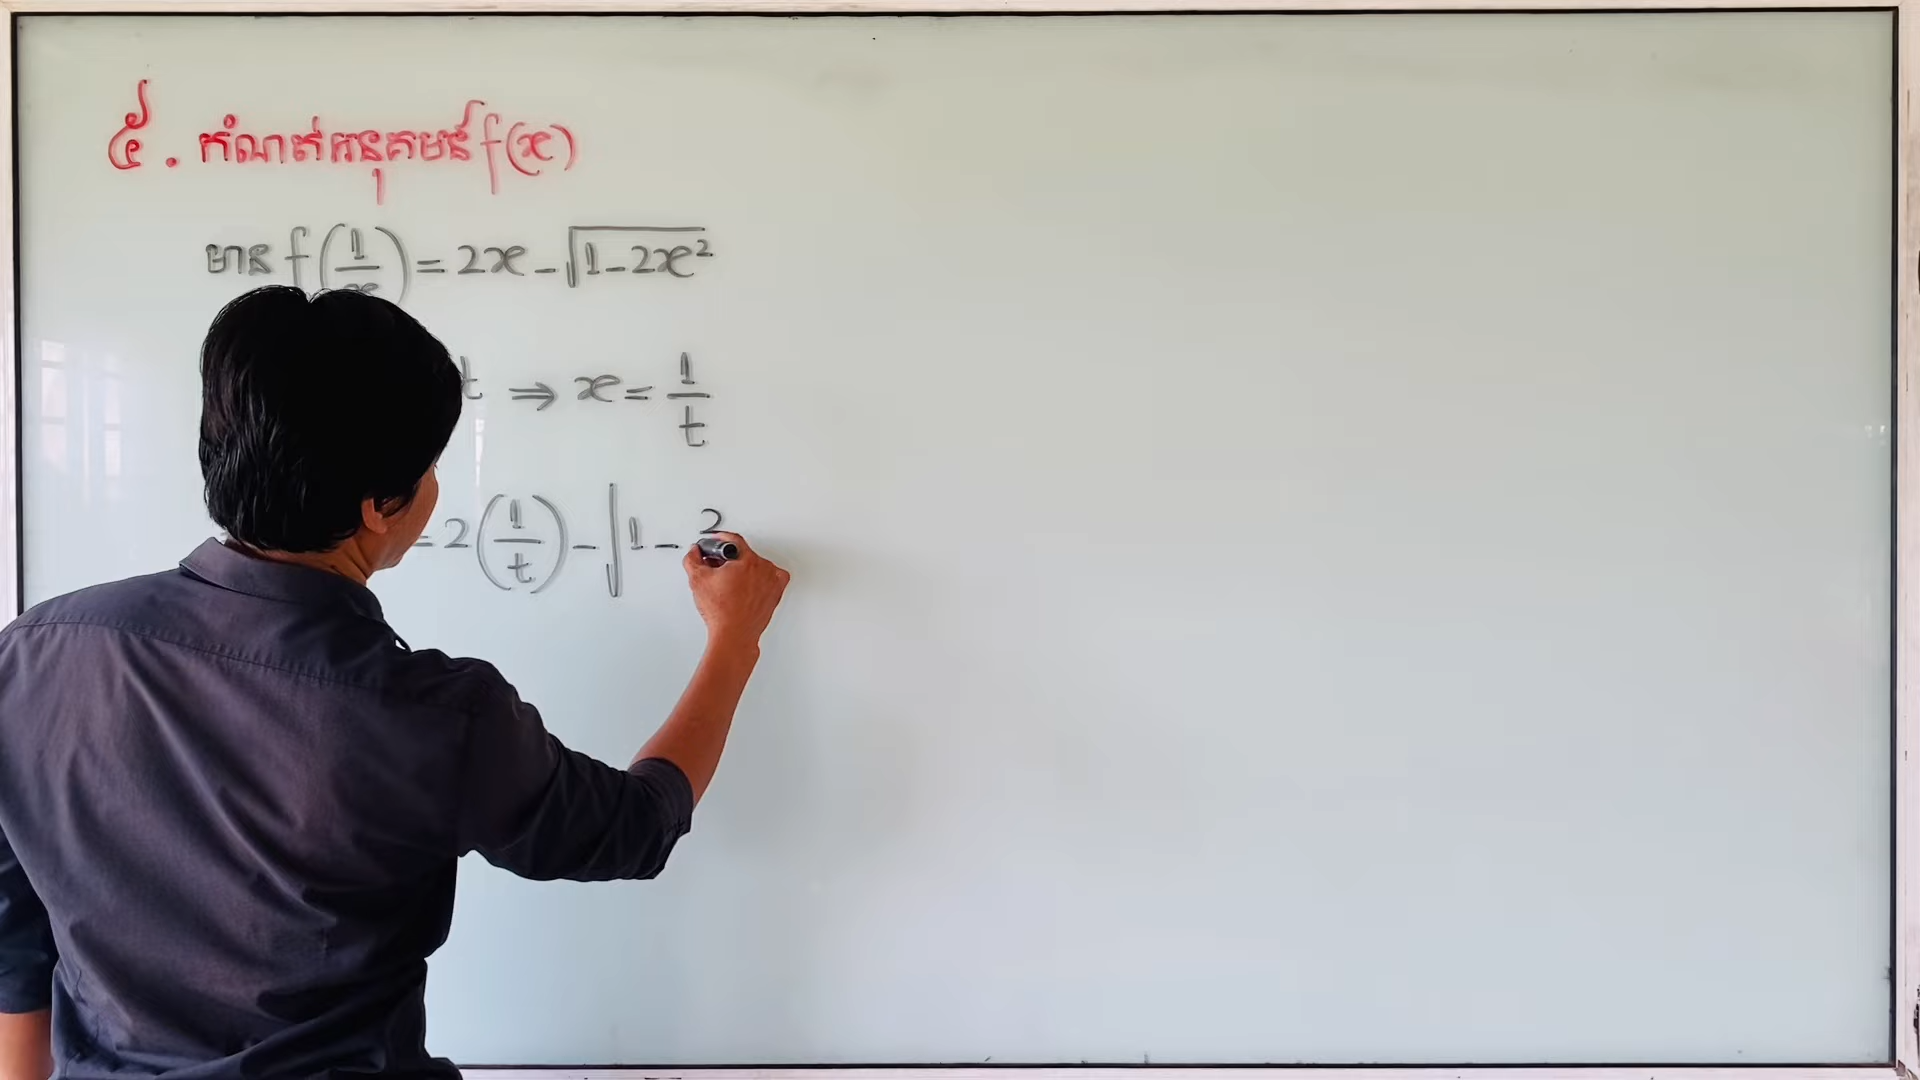 ៥. កំណត់អនុគមន៍ f(x)
មាន f(1/x) = 2x - √(1 - 2x²)
t ⇒ x = 1/t
= 2(1/t) - √1 - 2